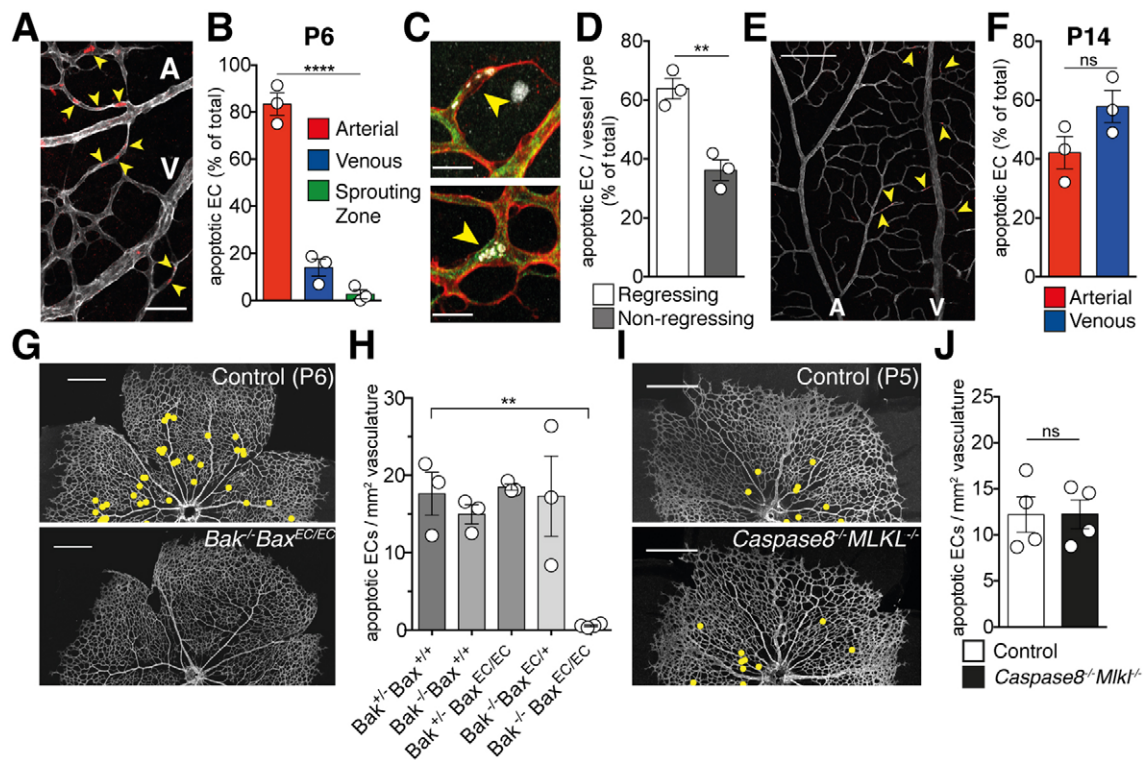 A
A
V
B
P6
apoptotic EC (% of total)
100
80
60
40
20
0
****
Arterial
Venous
Sprouting
Zone
C
D
apoptotic EC / vessel type
(% of total)
80
60
40
20
0
**
Regressing
Non-regressing
E
A
V
F
P14
apoptotic EC (% of total)
80
60
40
20
0
ns
Arterial
Venous
G
Control (P6)
Bak-/-BaxEC/EC
H
apoptotic ECs / mm2 vasculature
30
20
10
0
**
Bak+/-Bax+/+
Bak-/-Bax+/+
Bak+/- BaxEC/EC
Bak-/-BaxEC/+
Bak-/- BaxEC/EC
I
Control (P5)
Caspase8-/-MLKL-/-
J
apoptotic ECs / mm2 vasculature
25
20
15
10
5
0
ns
Control
Caspase8-/-Mlkl-/-